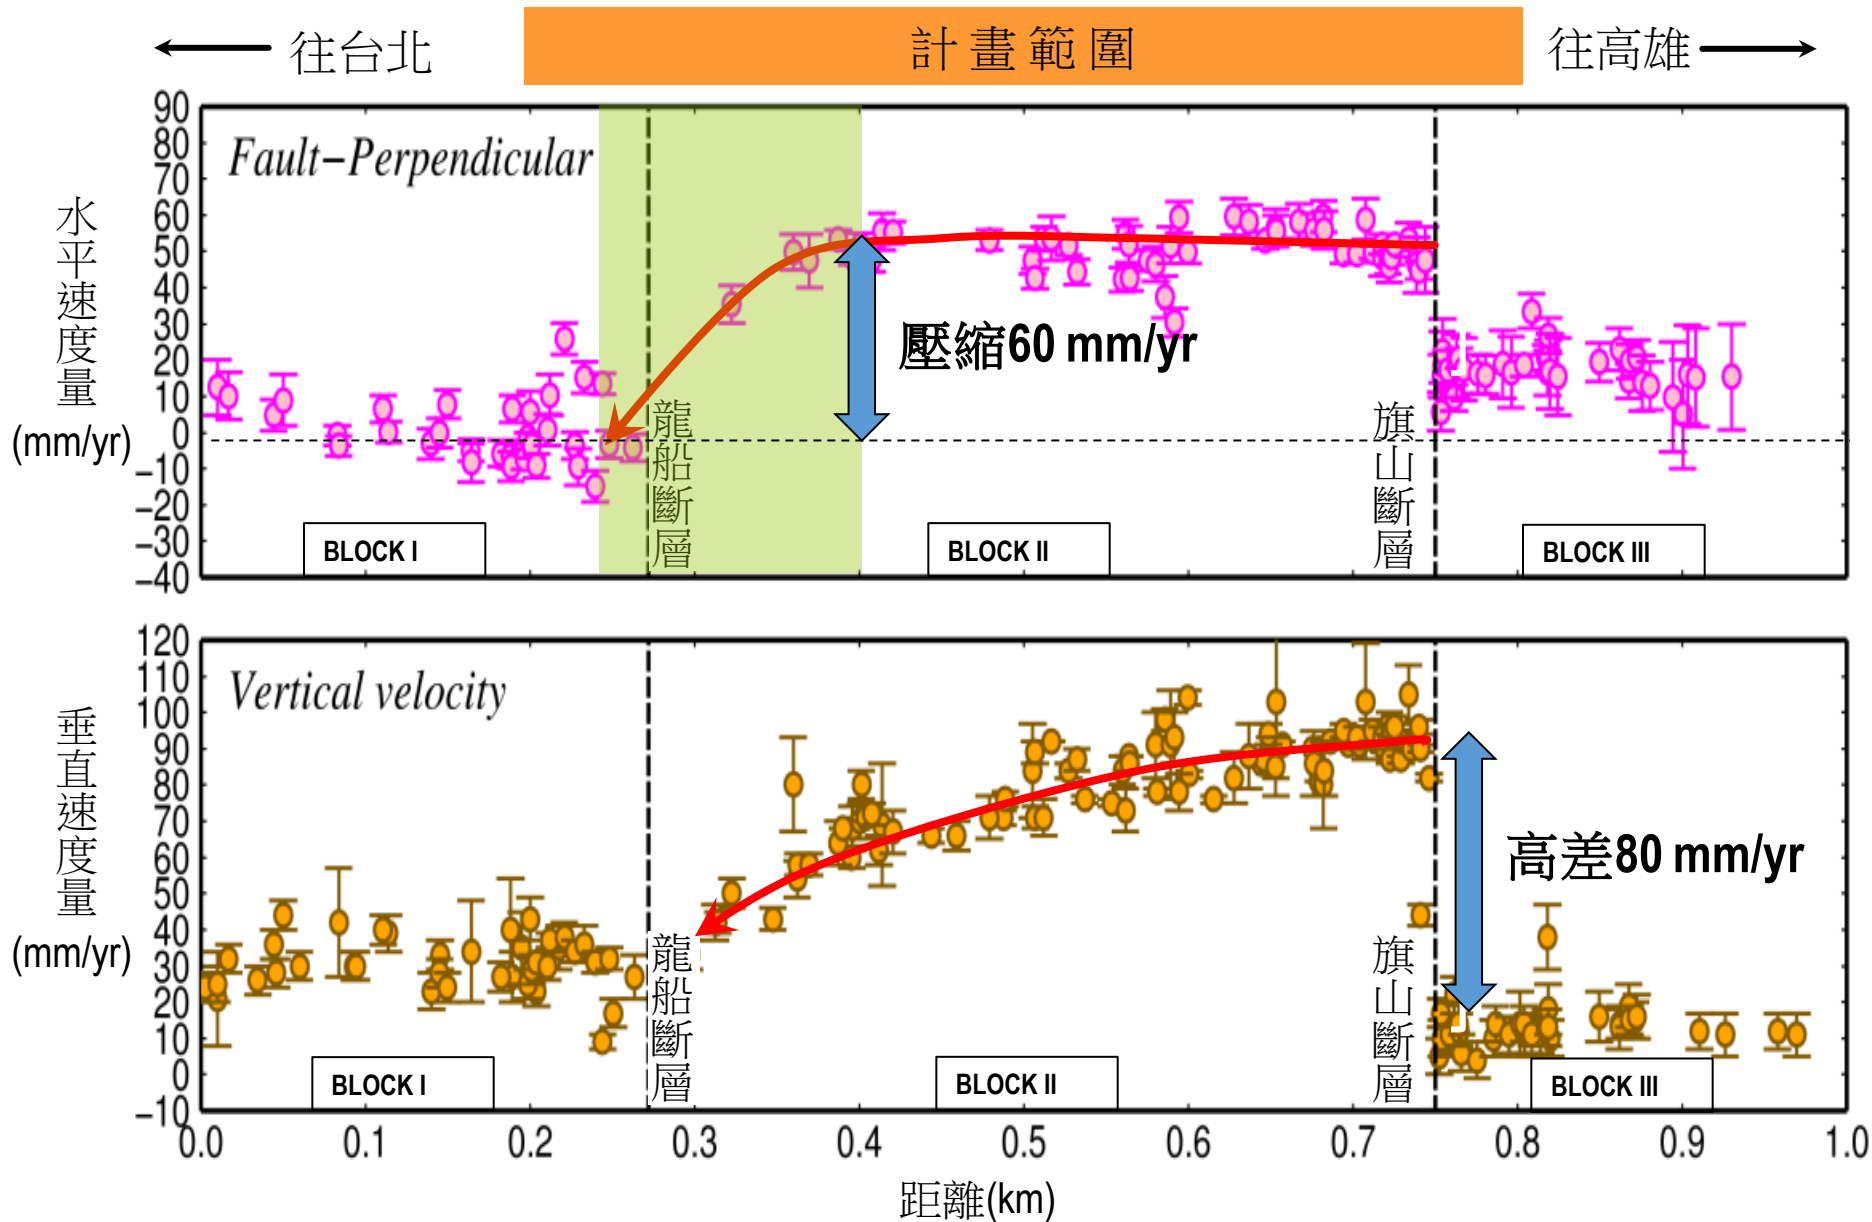 往台北
計畫範圍
往高雄
90
80
70
60
50
40
30
20
10
0
−10
−20
−30
−40
水平速度量
(mm/yr)
Fault−Perpendicular
壓縮60 mm/yr
龍船斷層
旗山斷層
BLOCK I
BLOCK II
BLOCK III
120
110
100
90
80
70
60
50
40
30
20
10
0
−10
垂直速度量
(mm/yr)
Vertical velocity
高差80 mm/yr
龍船斷層
旗山斷層
BLOCK I
BLOCK II
BLOCK III
0.0 0.1 0.2 0.3 0.4 0.5 0.6 0.7 0.8 0.9 1.0
距離(km)